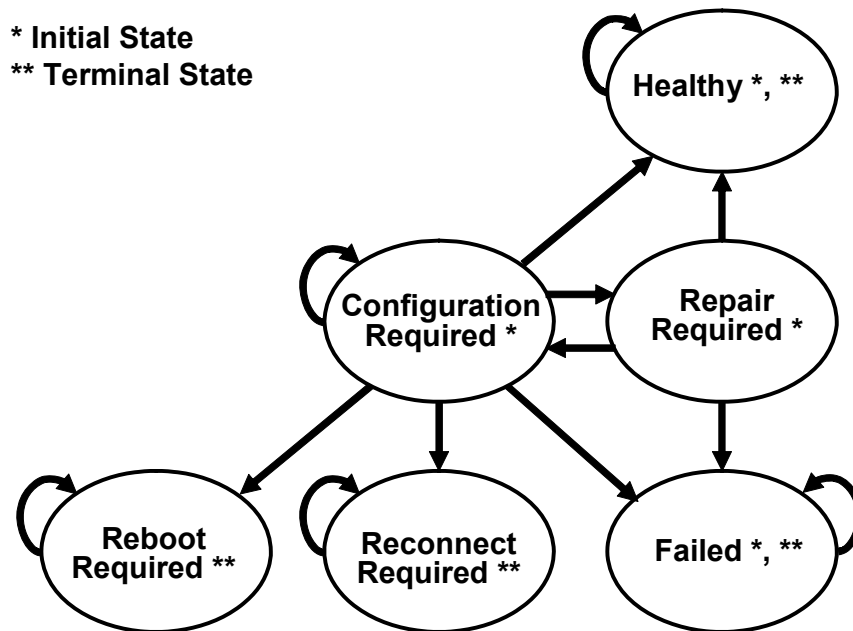 * Initial State
** Terminal State
Healthy *, **
Configuration
Required *
Repair
Required *
Reboot
Required **
Reconnect
Required **
Failed *, **